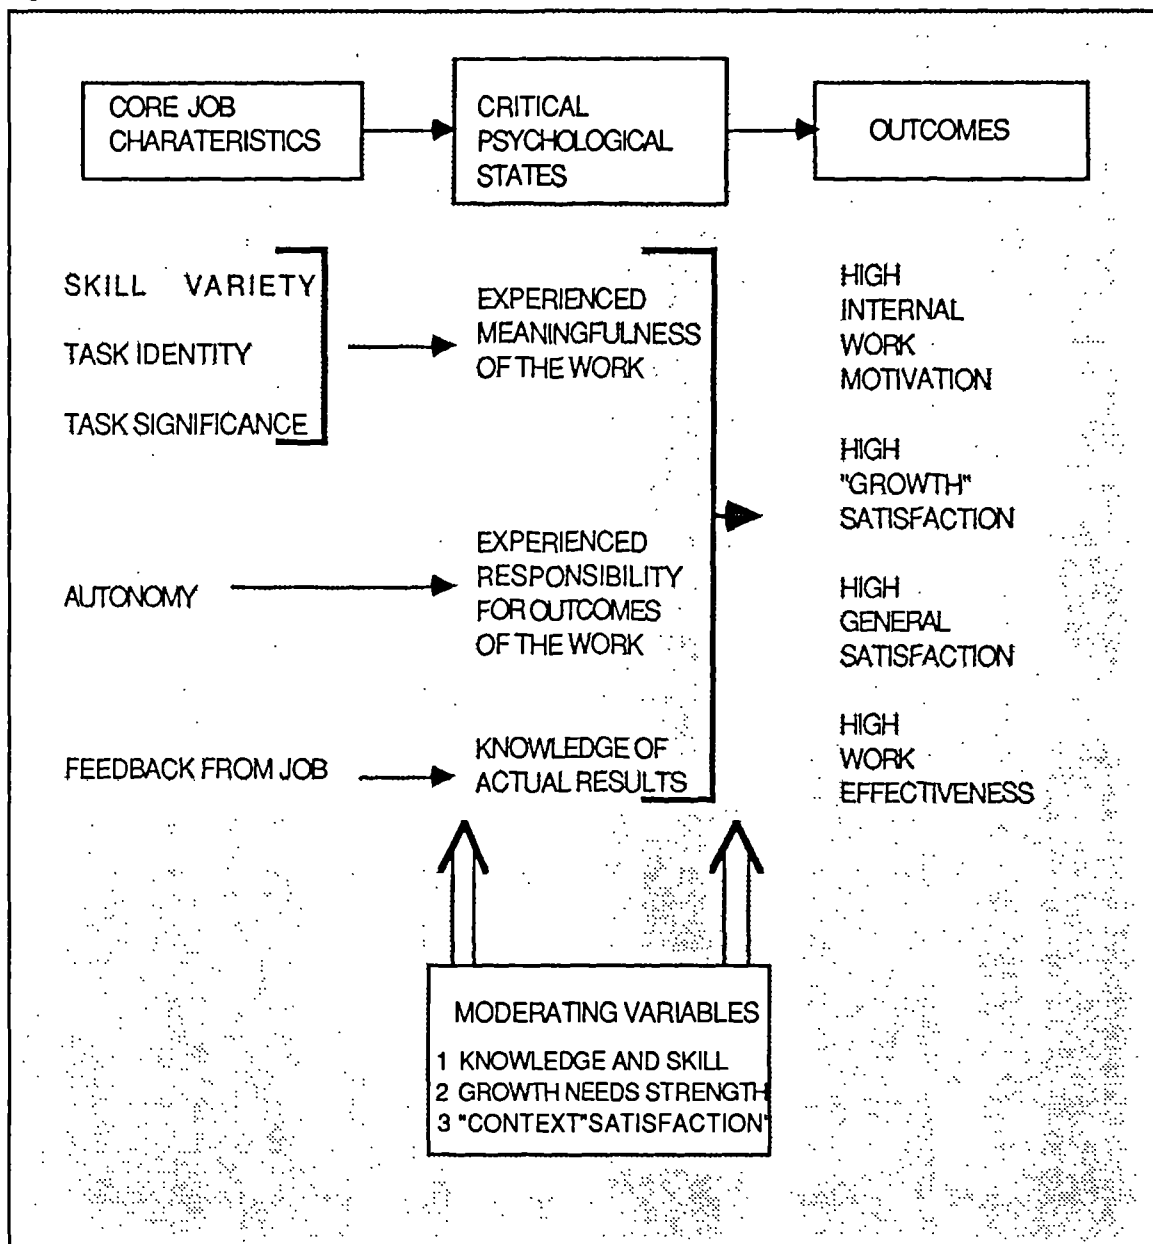 CORE JOB
CHARATERISTICS
CRITICAL
PSYCHOLOGICAL
STATES
OUTCOMES
SKILL VARIETY
TASK IDENTITY
TASK SIGNIFICANCE
EXPERIENCED
MEANINGFULNESS
OF THE WORK
HIGH
INTERNAL
WORK
MOTIVATION
HIGH
"GROWTH"
SATISFACTION
AUTONOMY
EXPERIENCED
RESPONSIBILITY
FOR OUTCOMES
OF THE WORK
HIGH
GENERAL
SATISFACTION
FEEDBACK FROM JOB
KNOWLEDGE OF
ACTUAL RESULTS
HIGH
WORK
EFFECTIVENESS
MODERATING VARIABLES
1 KNOWLEDGE AND SKILL
2 GROWTH NEEDS STRENGTH
3 "CONTEXT"SATISFACTION"